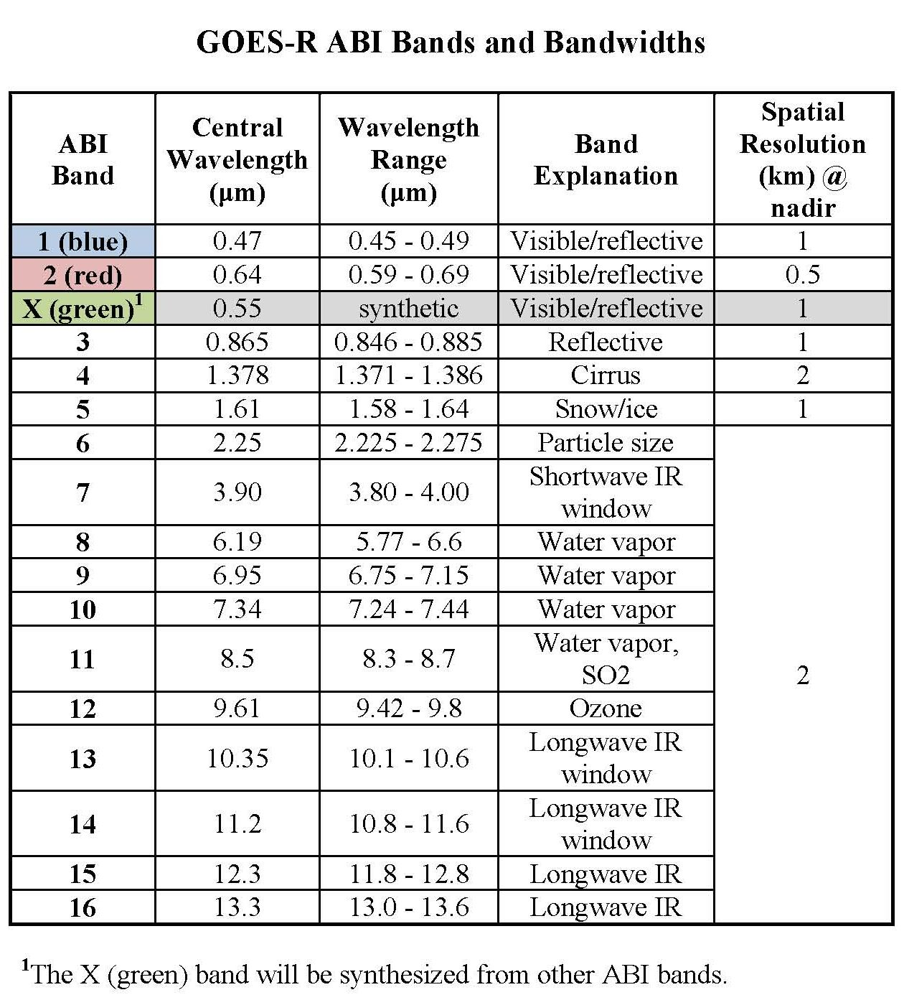 GOES-R ABI Bands and Bandwidths
ABI Band | Central Wavelength (µm) | Wavelength Range (µm) | Band Explanation | Spatial Resolution (km) @ nadir
1 (blue) | 0.47 | 0.45 - 0.49 | Visible/reflective | 1
2 (red) | 0.64 | 0.59 - 0.69 | Visible/reflective | 0.5
X (green)¹ | 0.55 | synthetic | Visible/reflective | 1
3 | 0.865 | 0.846 - 0.885 | Reflective | 1
4 | 1.378 | 1.371 - 1.386 | Cirrus | 2
5 | 1.61 | 1.58 - 1.64 | Snow/ice | 1
6 | 2.25 | 2.225 - 2.275 | Particle size | 2
7 | 3.90 | 3.80 - 4.00 | Shortwave IR window
8 | 6.19 | 5.77 - 6.6 | Water vapor
9 | 6.95 | 6.75 - 7.15 | Water vapor
10 | 7.34 | 7.24 - 7.44 | Water vapor
11 | 8.5 | 8.3 - 8.7 | Water vapor, SO2
12 | 9.61 | 9.42 - 9.8 | Ozone
13 | 10.35 | 10.1 - 10.6 | Longwave IR window
14 | 11.2 | 10.8 - 11.6 | Longwave IR window
15 | 12.3 | 11.8 - 12.8 | Longwave IR
16 | 13.3 | 13.0 - 13.6 | Longwave IR
¹The X (green) band will be synthesized from other ABI bands.